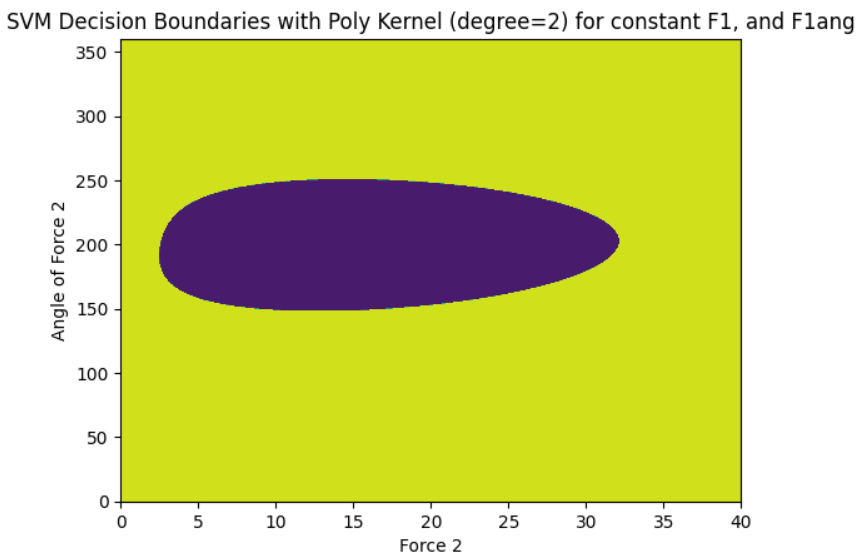 SVM Decision Boundaries with Poly Kernel (degree=2) for constant F1, and F1ang
350
300
250
200
150
100
50
0
Angle of Force 2
0 5 10 15 20 25 30 35 40
Force 2